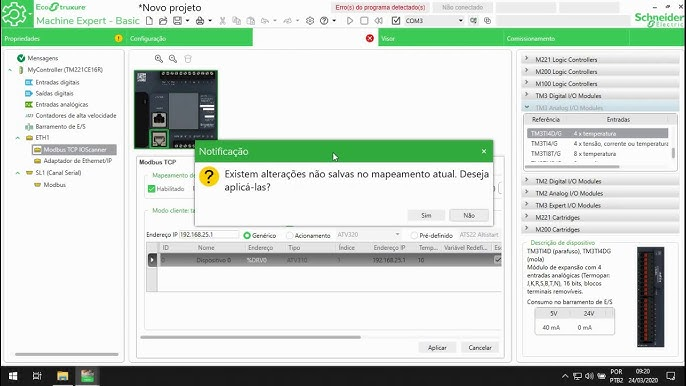 EcoStruxure
Machine Expert - Basic
*Novo projeto
Erro(s) do programa detectado(s)
Não conectado
COM3
Schneider
Electric
Propriedades
Configuração
Visor
Comissionamento
Mensagens
MyController (TM221CE16R)
Entradas digitais
Saídas digitais
Entradas analógicas
Contadores de alta velocidade
Barramento de E/S
ETH1
Modbus TCP IOScanner
Adaptador de Ethernet/IP
SL1 (Canal Serial)
Modbus
Modbus TCP
Mapeamento de
Habilitado
Modo cliente: ta
Notificação
Existem alterações não salvas no mapeamento atual. Deseja
aplicá-las?
Sim
Não
Endereço IP 192.168.25.1
Genérico
Acionamento
ATV320
Pré-definido
ATS22 Altistart
ID Nome Endereço Tipo Índice Endereço IP Temp... Variável Redefi...
Dispositivo 0 %DRV0 ATV310 1 192.168.25.1 10
Aplicar
Cancelar
M221 Logic Controllers
M200 Logic Controllers
M100 Logic Controllers
TM3 Digital I/O Modules
TM3 Analog I/O Modules
Referência Entradas
TM3TI4D/G 4 x temperatura
TM3TI4/G 4 x tensão, corrente ou temperatura
TM3TI8T/G 8 x temperatura
TM2 Digital I/O Modules
TM2 Analog I/O Modules
TM3 Expert I/O Modules
M221 Cartridges
M200 Cartridges
Descrição de dispositivo
TM3TI4D (parafuso), TM3TI4DG
(mola)
Módulo de expansão com 4
entradas analógicas (Termopar:
J,K,R,S,B,T,N), 16 bits, blocos
terminais removíveis.
Consumo no barramento de E/S
5V 24V
40 mA 0 mA
POR
PTB2
09:20
24/03/2020